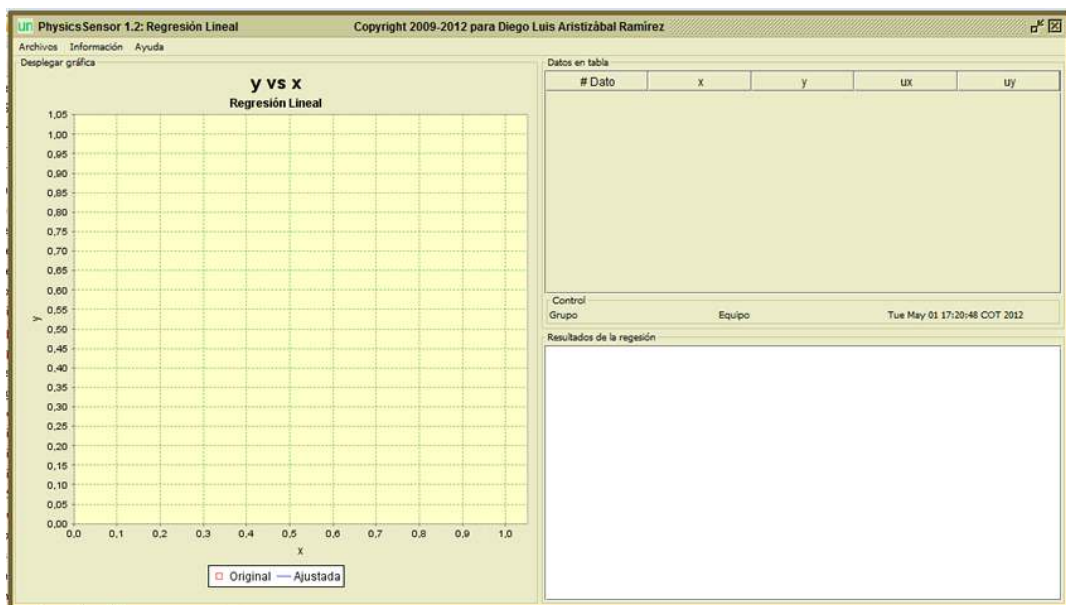 un PhysicsSensor 1.2: Regresión Lineal Copyright 2009-2012 para Diego Luis Aristizábal Ramírez
Archivos Información Ayuda
Desplegar gráfica
y vs x
Regresión Lineal
1,05
1,00
0,95
0,90
0,85
0,80
0,75
0,70
0,65
0,60
0,55
0,50
0,45
0,40
0,35
0,30
0,25
0,20
0,15
0,10
0,05
0,00
y
0,0 0,1 0,2 0,3 0,4 0,5 0,6 0,7 0,8 0,9 1,0
x
Original Ajustada
Datos en tabla
# Dato x y ux uy
Control
Grupo Equipo Tue May 01 17:20:48 COT 2012
Resultados de la regesión